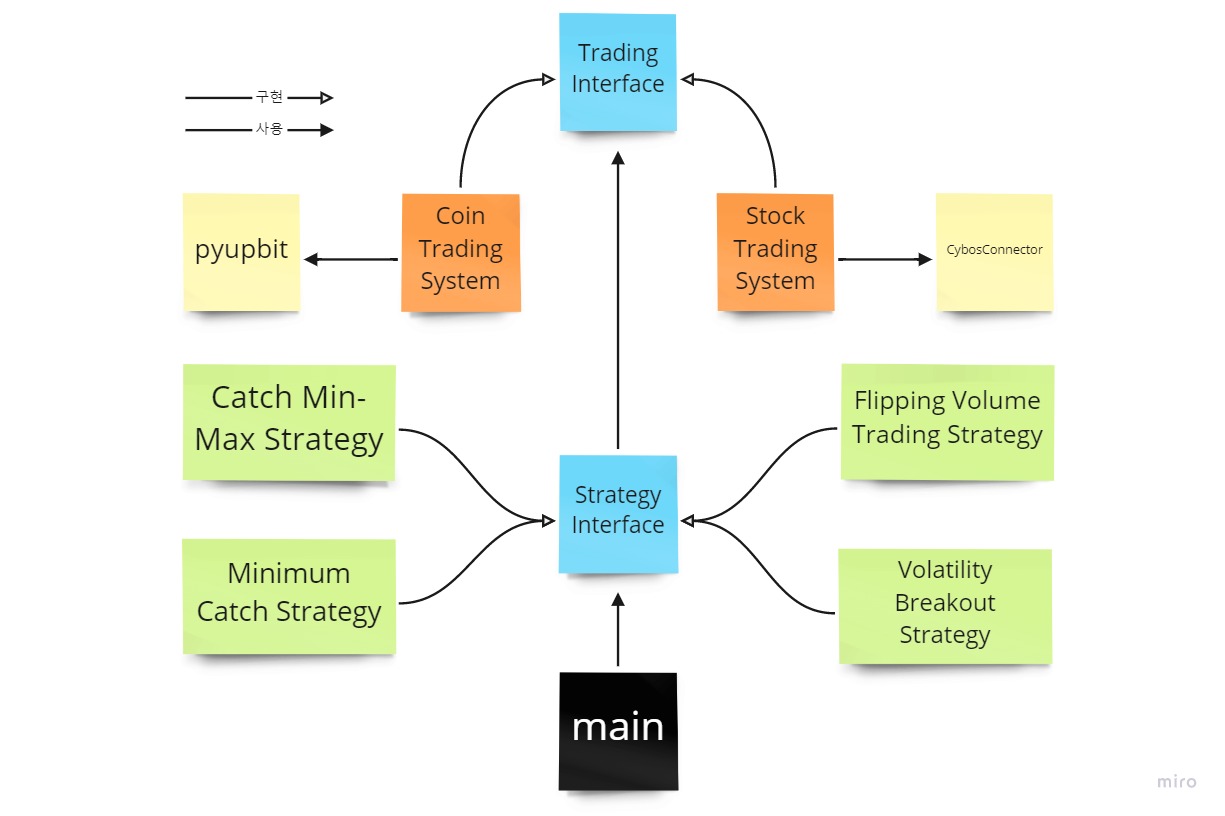 Trading
Interface
구현
사용
pyupbit
Coin
Trading
System
Stock
Trading
System
CybosConnector
Catch Min-
Max Strategy
Flipping Volume
Trading Strategy
Strategy
Interface
Minimum
Catch Strategy
Volatility
Breakout
Strategy
main
miro